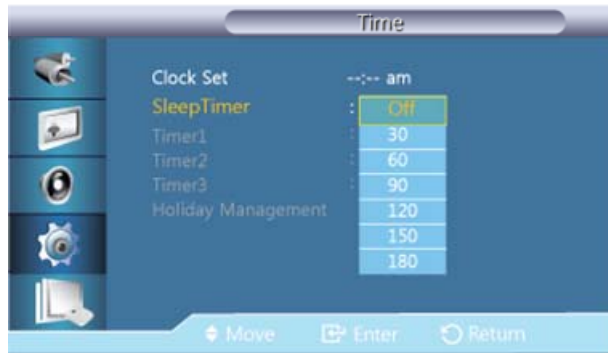 Time
Clock Set --:-- am
SleepTimer : Off
Timer1 : 30
Timer2 : 60
Timer3 : 90
Holiday Management 120
150
180
Move Enter Return